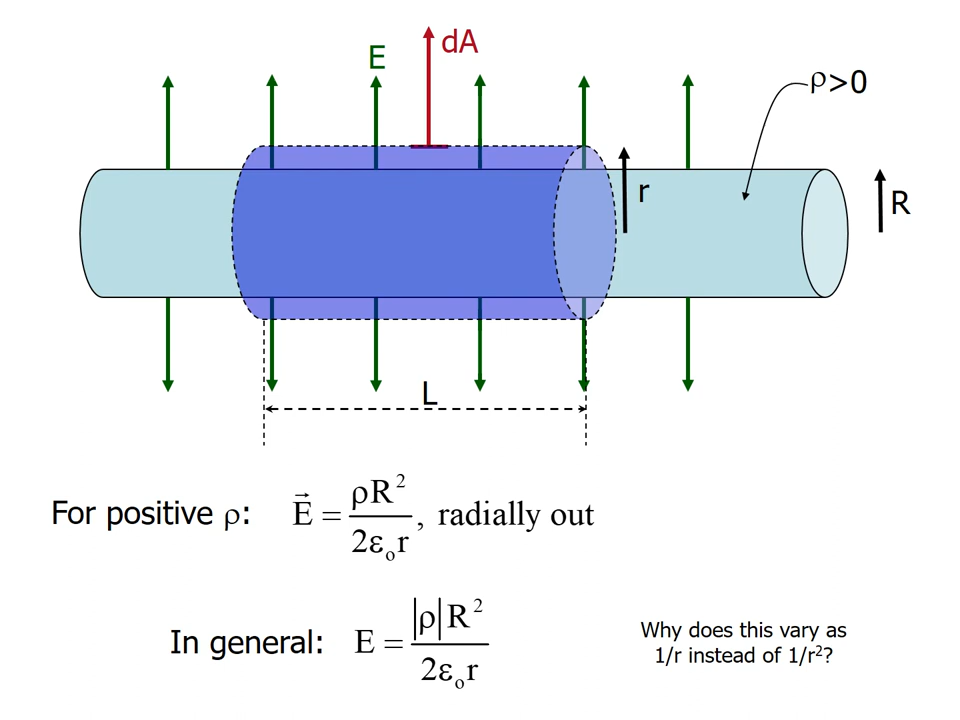 dA
E
ρ>0
r
R
L
For positive ρ: E⃗ = ρR² / 2εₒr , radially out
In general: E = |ρ|R² / 2εₒr
Why does this vary as
1/r instead of 1/r²?